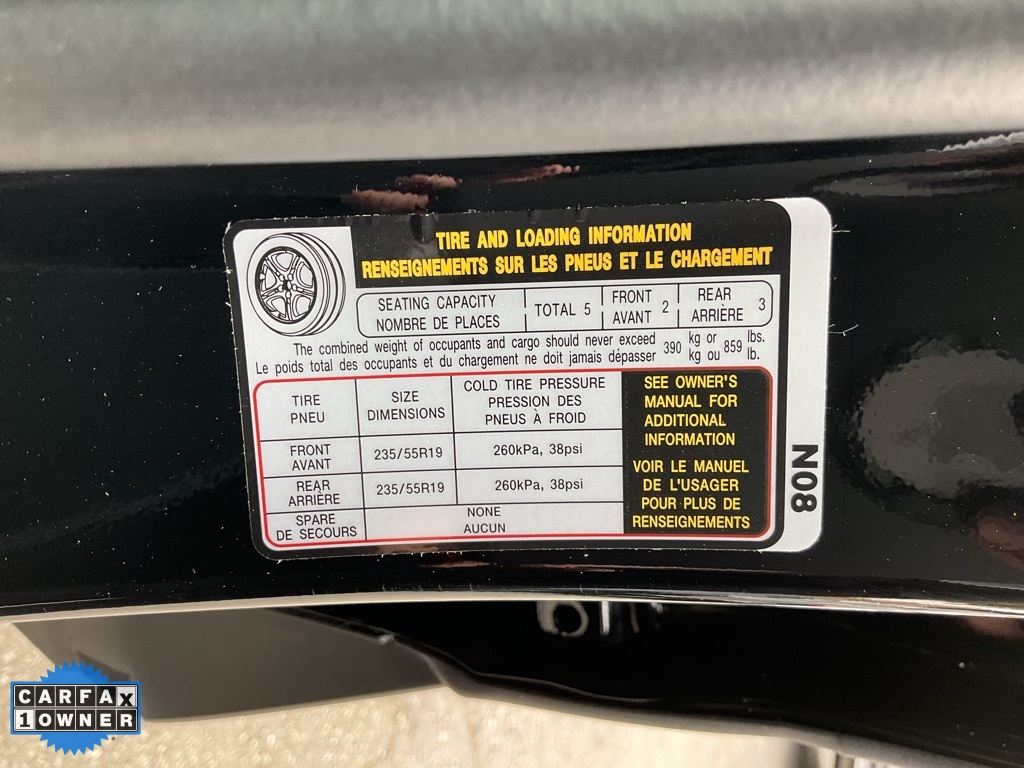 TIRE AND LOADING INFORMATION
RENSEIGNEMENTS SUR LES PNEUS ET LE CHARGEMENT
SEATING CAPACITY
NOMBRE DE PLACES
TOTAL 5
FRONT
AVANT 2
REAR
ARRIÈRE 3
The combined weight of occupants and cargo should never exceed 390 kg or 859 lbs.
Le poids total des occupants et du chargement ne doit jamais dépasser kg ou lb.
TIRE
PNEU
SIZE
DIMENSIONS
COLD TIRE PRESSURE
PRESSION DES
PNEUS À FROID
FRONT
AVANT
235/55R19
260kPa, 38psi
REAR
ARRIÈRE
235/55R19
260kPa, 38psi
SPARE
DE SECOURS
NONE
AUCUN
SEE OWNER'S
MANUAL FOR
ADDITIONAL
INFORMATION
VOIR LE MANUEL
DE L'USAGER
POUR PLUS DE
RENSEIGNEMENTS
N08
CARFAX
1 OWNER